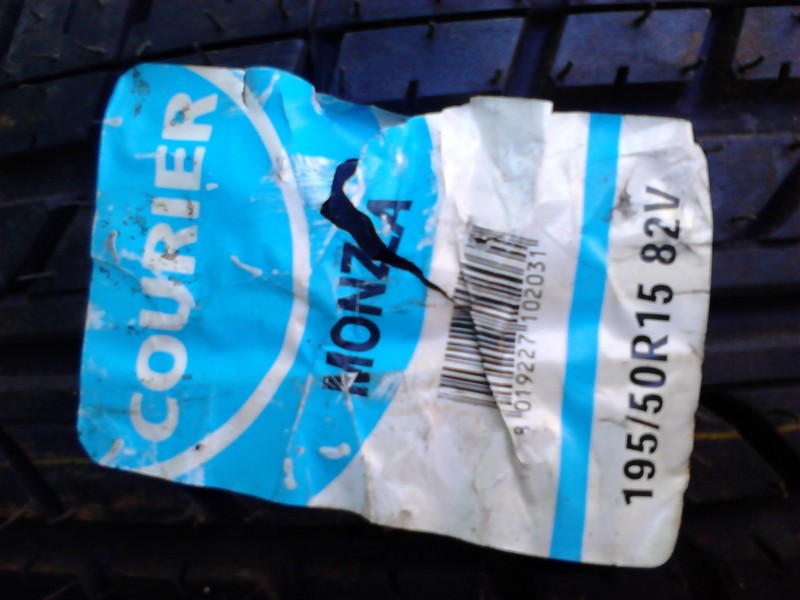 COURIER
MONZA
8 019227 102031
195/50R15 82V